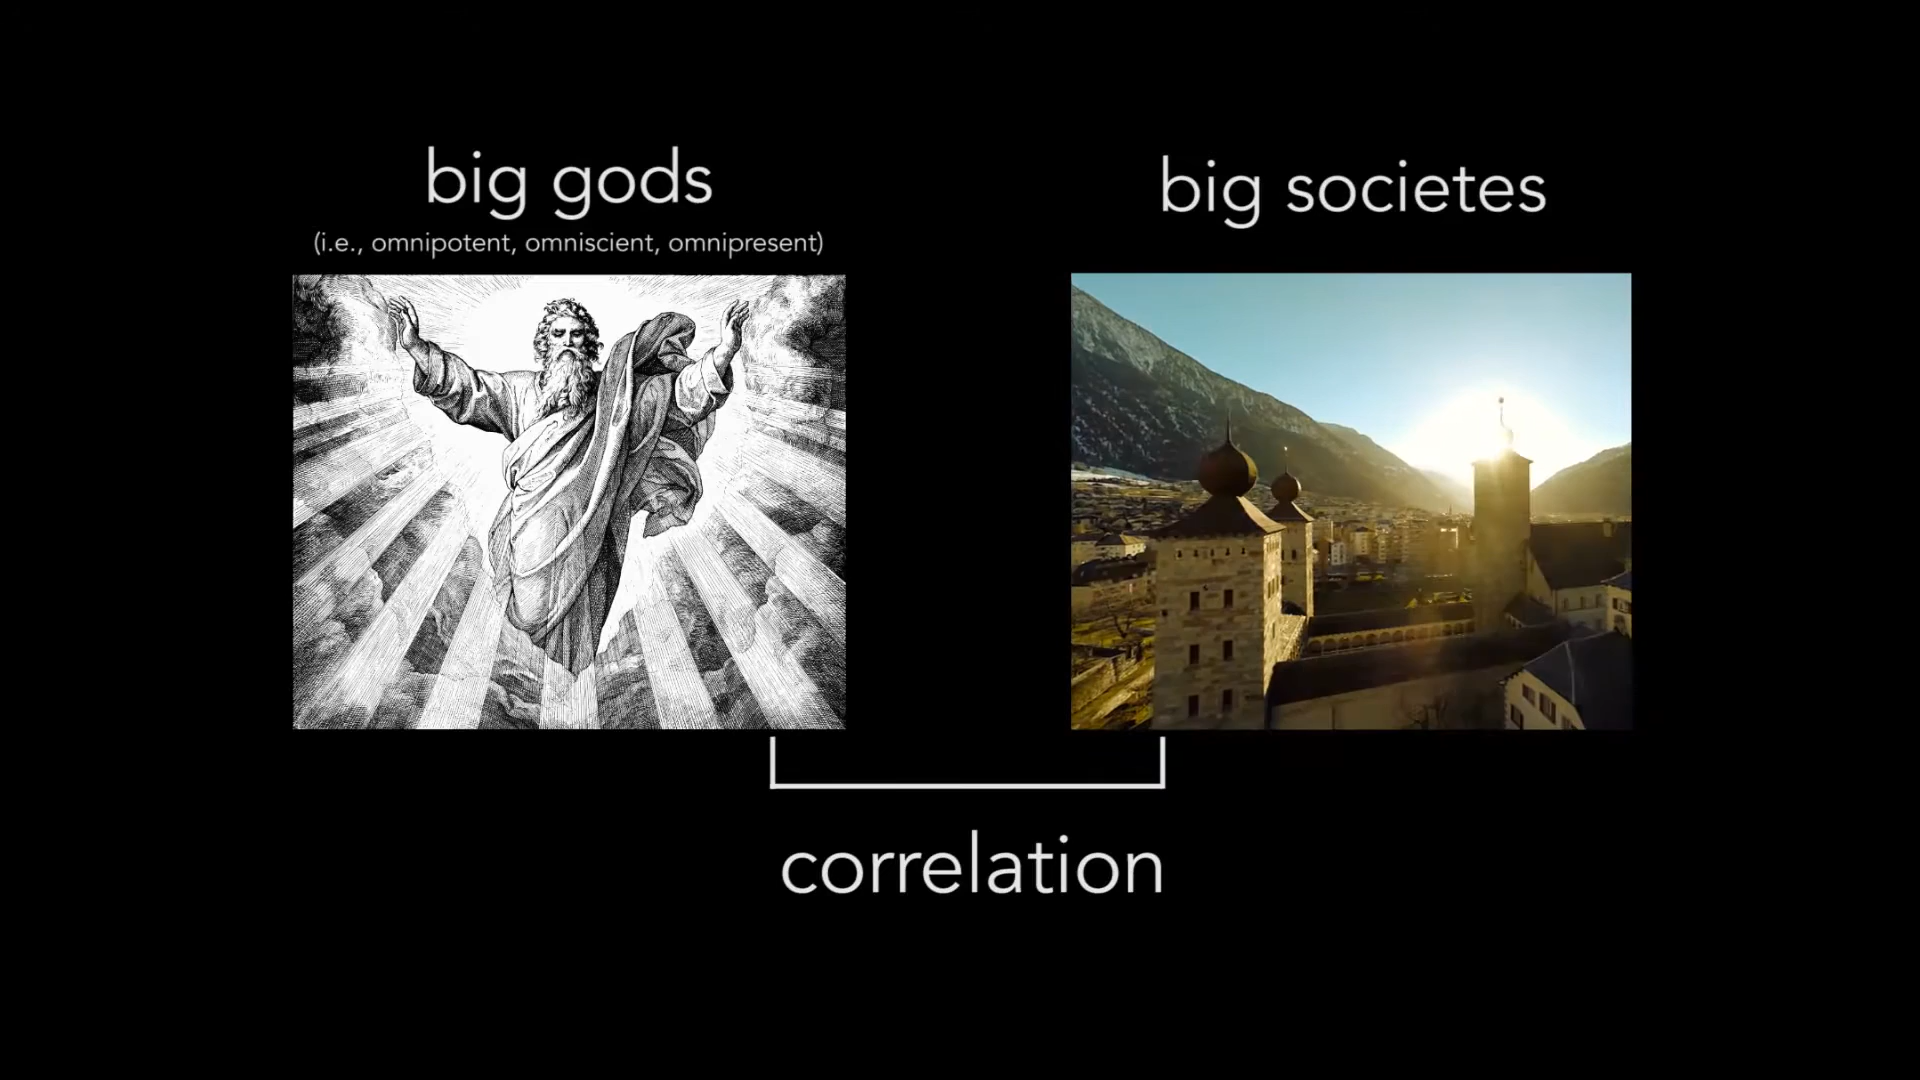 big gods
(i.e., omnipotent, omniscient, omnipresent)
big societes
correlation